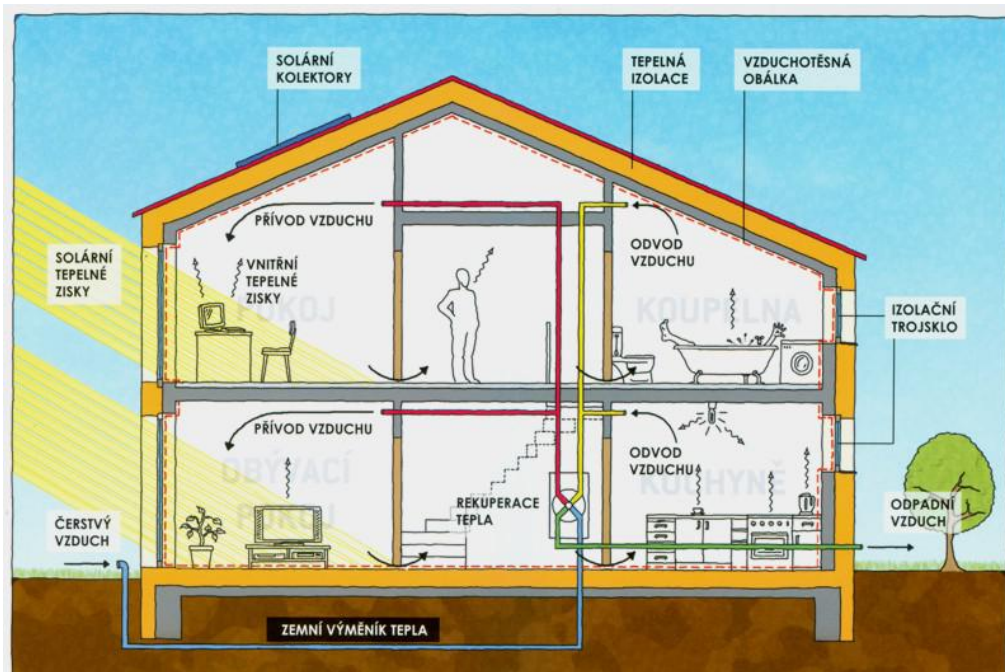 SOLÁRNÍ
KOLEKTORY
TEPELNÁ
IZOLACE
VZDUCHOTĚSNÁ
OBÁLKA
PŘÍVOD VZDUCHU
ODVOD
VZDUCHU
SOLÁRNÍ
TEPELNÉ
ZISKY
VNITŘNÍ
TEPELNÉ
ZISKY
POKOJ
KOUPELNA
IZOLAČNÍ
TROJSKLO
PŘÍVOD VZDUCHU
ODVOD
VZDUCHU
OBÝVACÍ
POKOJ
KUCHYNĚ
REKUPERACE
TEPLA
ČERSTVÝ
VZDUCH
ODPADNÍ
VZDUCH
ZEMNÍ VÝMĚNÍK TEPLA